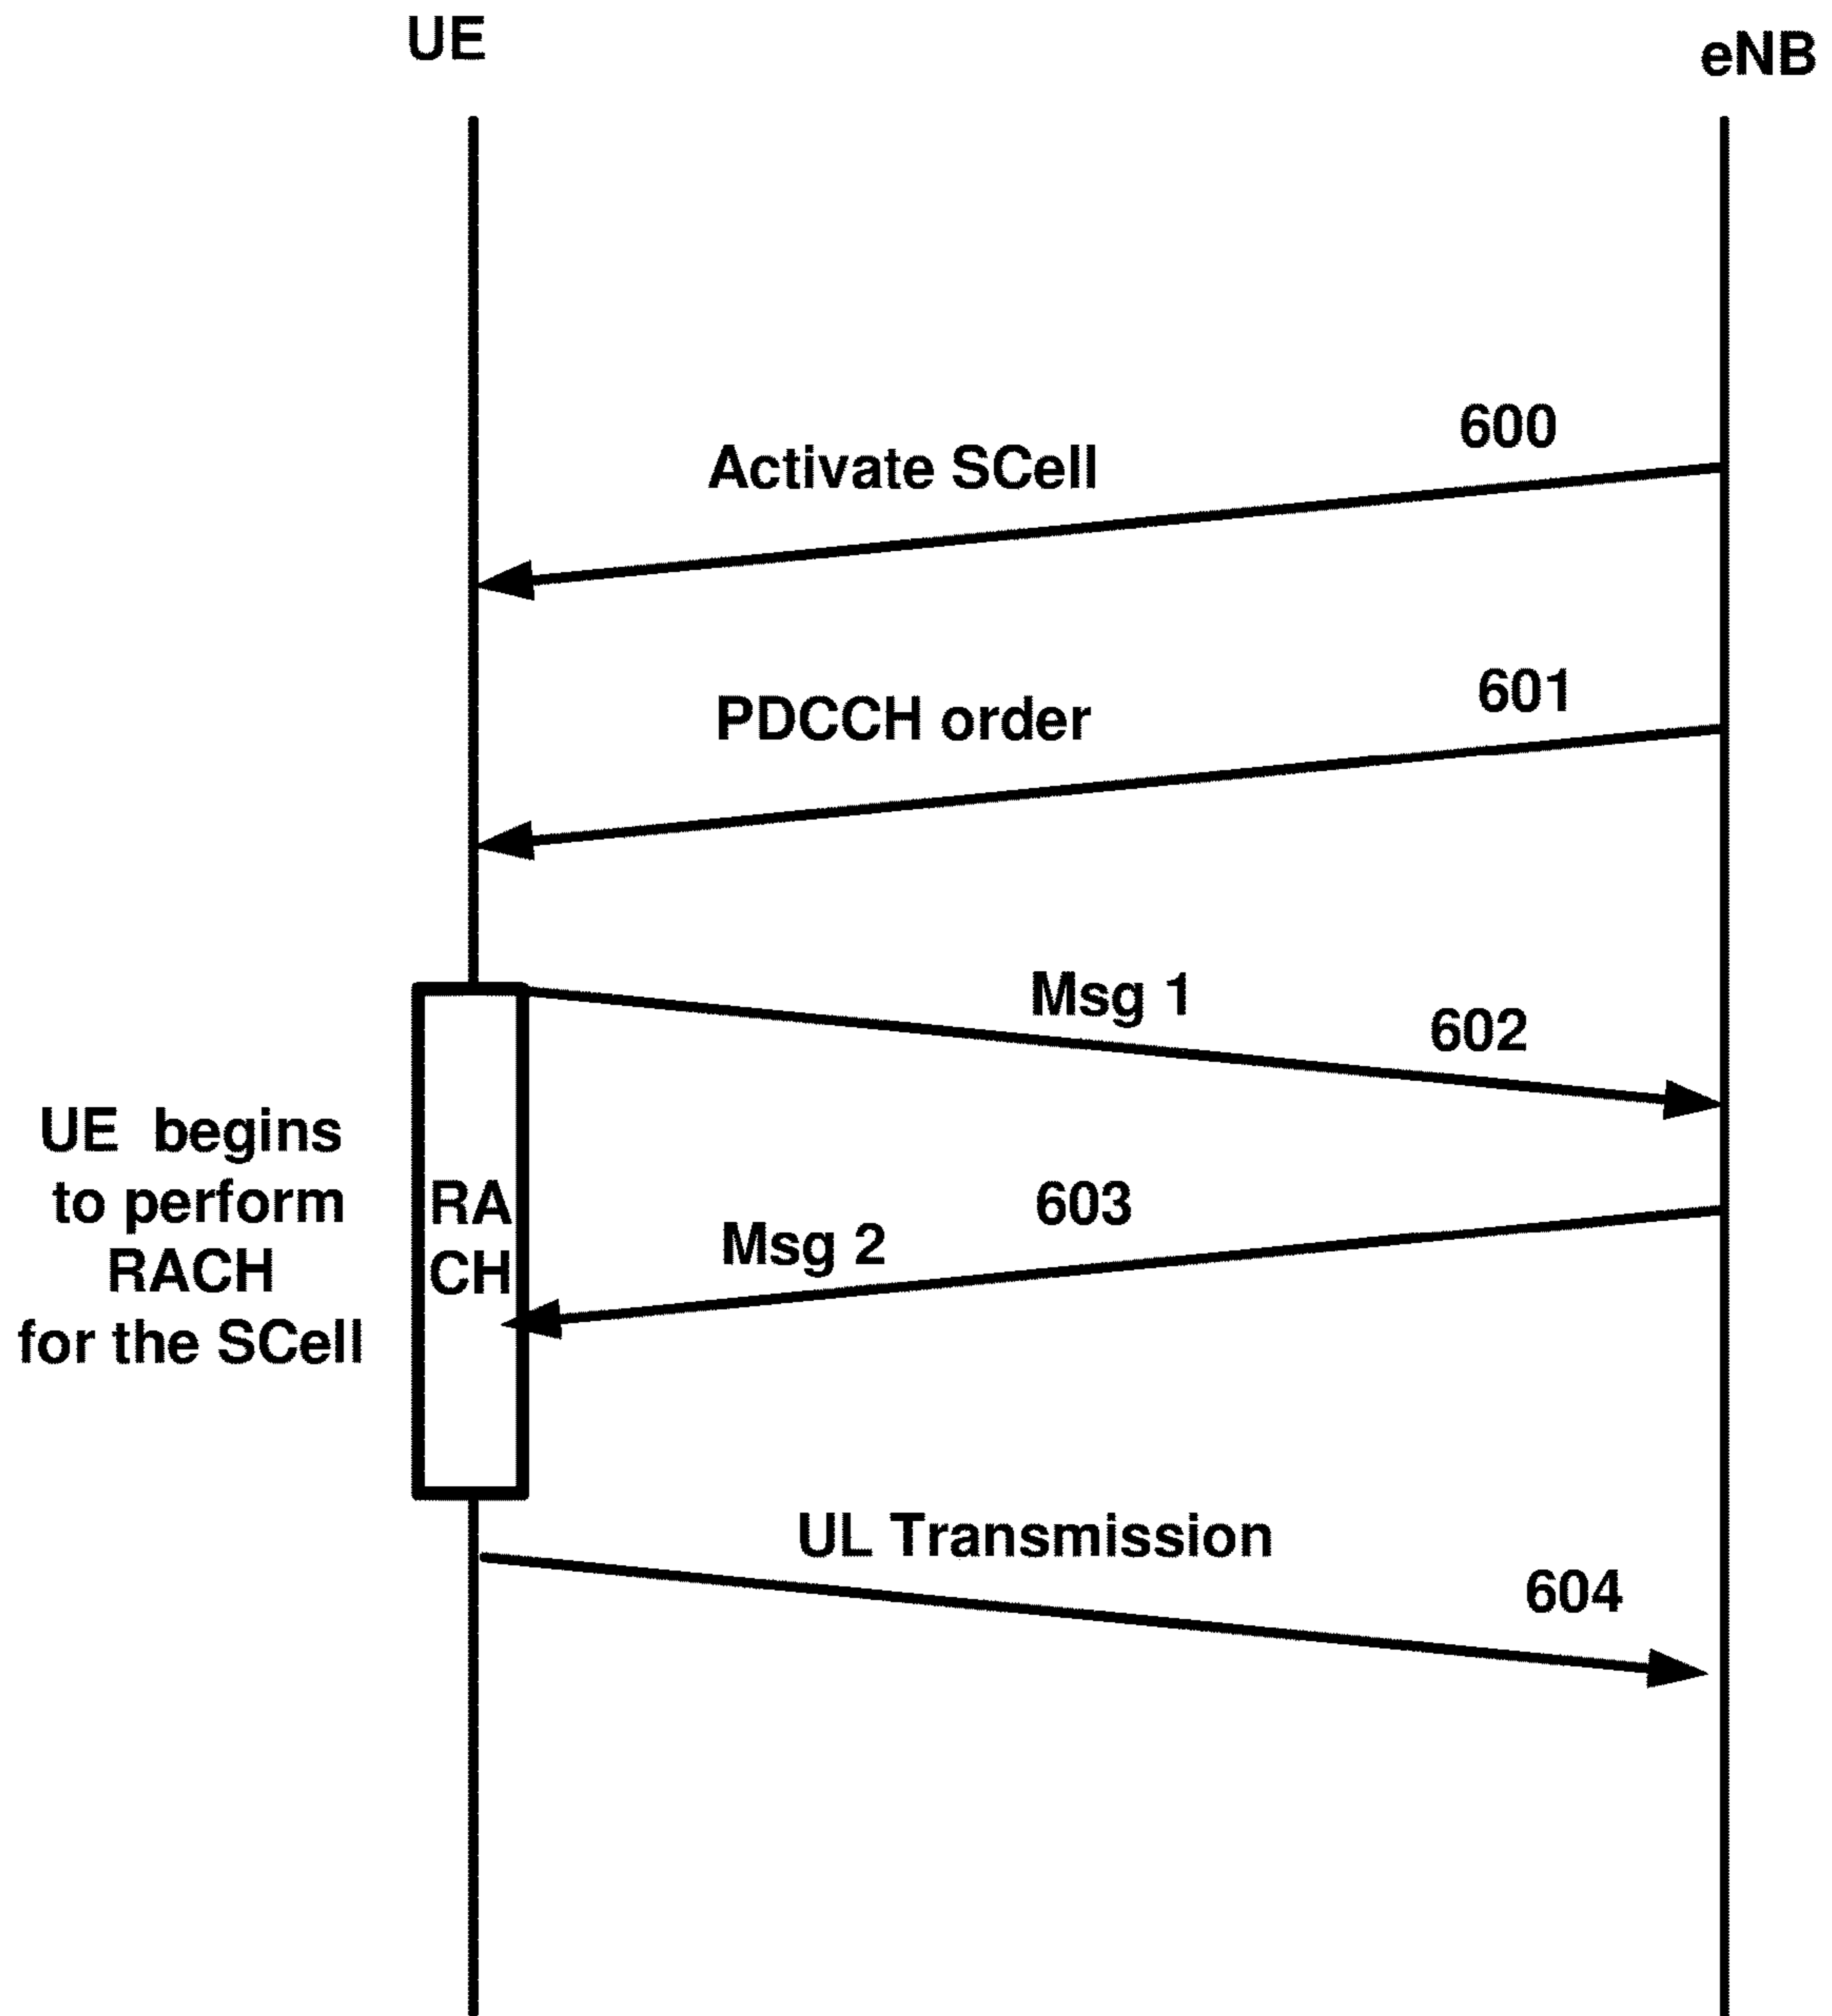 UE
eNB
600
Activate SCell
601
PDCCH order
Msg 1
602
UE begins
to perform
RACH
for the SCell
RA
CH
603
Msg 2
UL Transmission
604